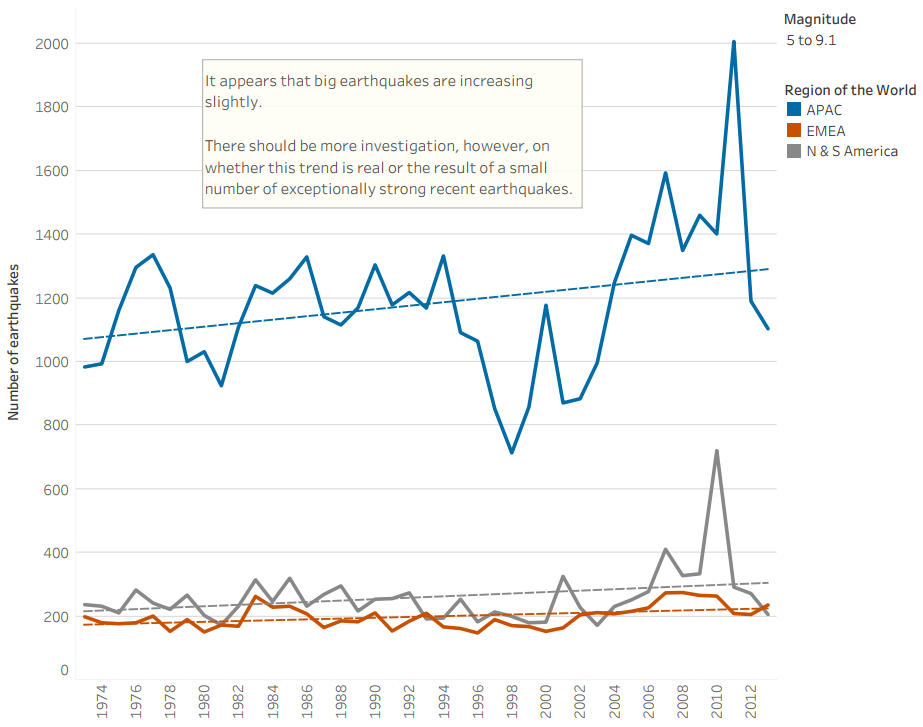 Magnitude
5 to 9.1
Region of the World
APAC
EMEA
N & S America
It appears that big earthquakes are increasing
slightly.
There should be more investigation, however, on
whether this trend is real or the result of a small
number of exceptionally strong recent earthquakes.
Number of earthquakes
2000
1800
1600
1400
1200
1000
800
600
400
200
0
1974
1976
1978
1980
1982
1984
1986
1988
1990
1992
1994
1996
1998
2000
2002
2004
2006
2008
2010
2012